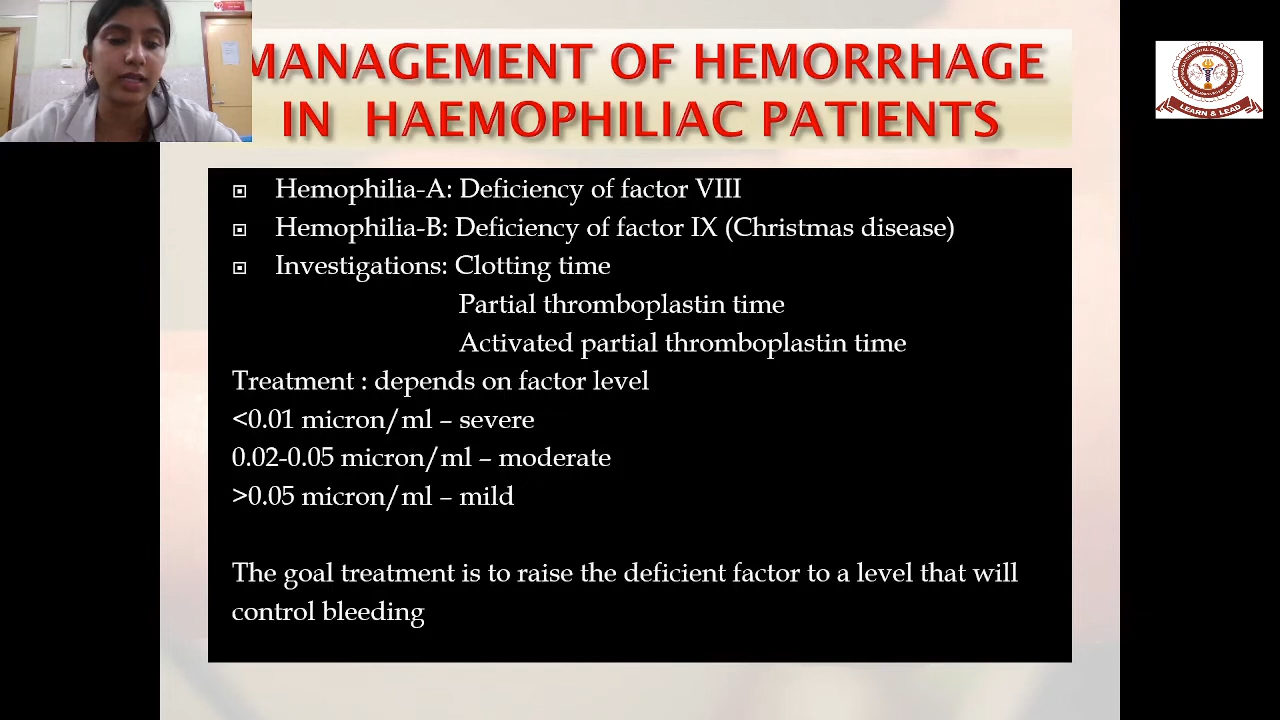 MANAGEMENT OF HEMORRHAGE
IN HAEMOPHILIAC PATIENTS
Hemophilia-A: Deficiency of factor VIII
Hemophilia-B: Deficiency of factor IX (Christmas disease)
Investigations: Clotting time
Partial thromboplastin time
Activated partial thromboplastin time
Treatment : depends on factor level
<0.01 micron/ml – severe
0.02-0.05 micron/ml – moderate
>0.05 micron/ml – mild
The goal treatment is to raise the deficient factor to a level that will
control bleeding
LEARN & LEAD